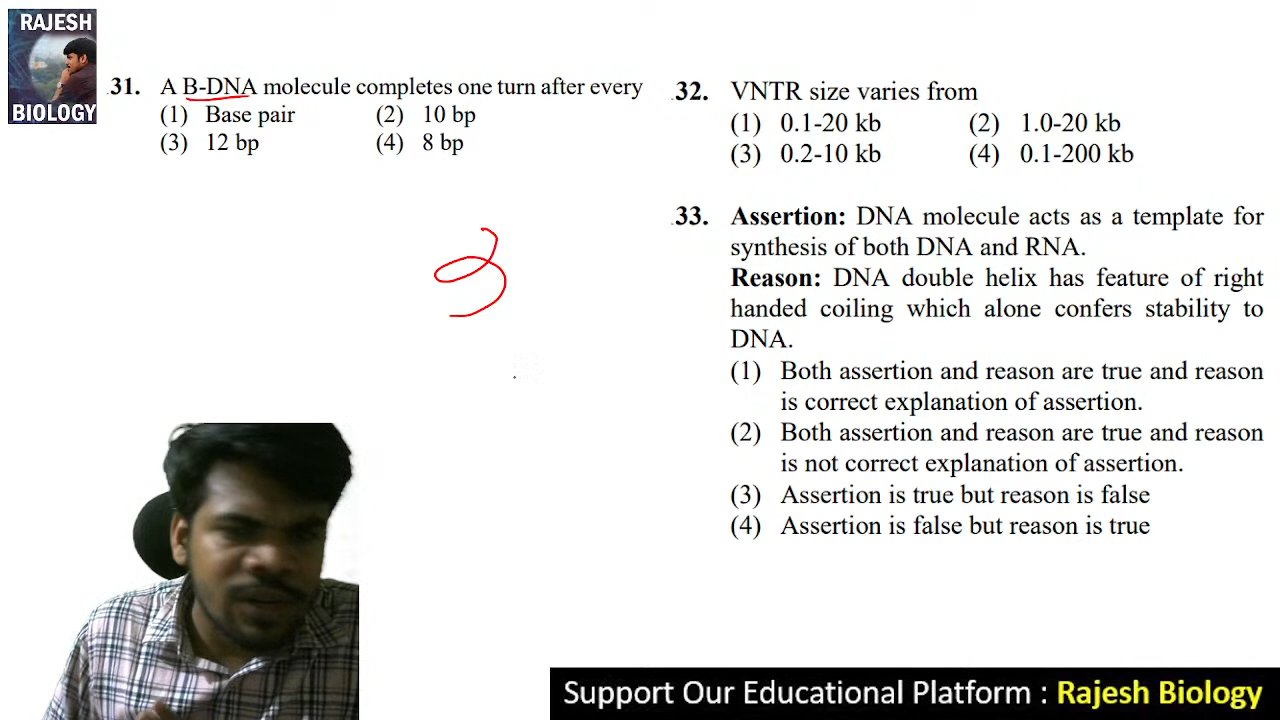 RAJESH
BIOLOGY
31. A B-DNA molecule completes one turn after every
(1) Base pair (2) 10 bp
(3) 12 bp (4) 8 bp
32. VNTR size varies from
(1) 0.1-20 kb (2) 1.0-20 kb
(3) 0.2-10 kb (4) 0.1-200 kb
33. Assertion: DNA molecule acts as a template for
synthesis of both DNA and RNA.
Reason: DNA double helix has feature of right
handed coiling which alone confers stability to
DNA.
(1) Both assertion and reason are true and reason
is correct explanation of assertion.
(2) Both assertion and reason are true and reason
is not correct explanation of assertion.
(3) Assertion is true but reason is false
(4) Assertion is false but reason is true
Support Our Educational Platform : Rajesh Biology